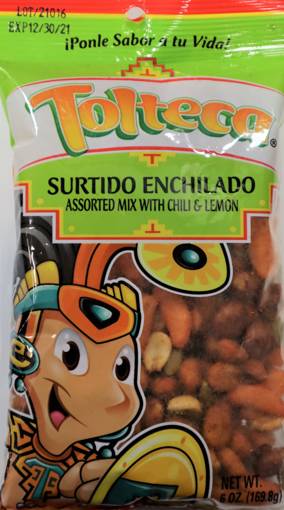 LOT/21016
EXP12/30/21
¡Ponle Sabor a tu Vida!
Tolteca®
SURTIDO ENCHILADO
ASSORTED MIX WITH CHILI & LEMON
NET WT.
6 OZ. (169.8g)